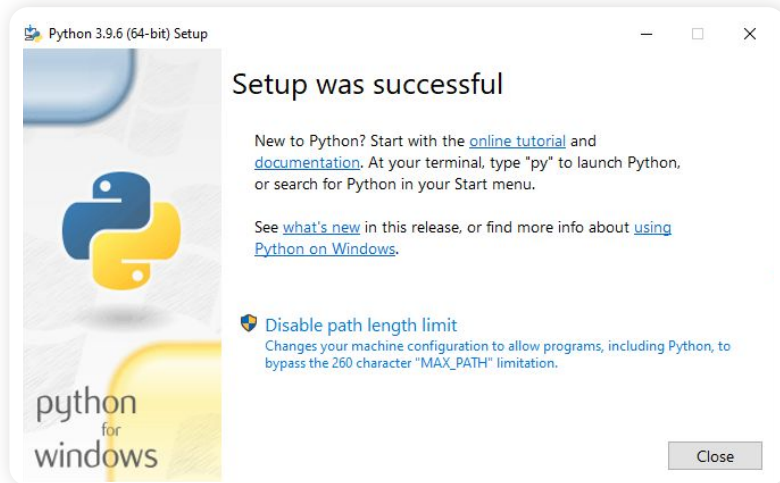 Python 3.9.6 (64-bit) Setup
Setup was successful
New to Python? Start with the online tutorial and
documentation. At your terminal, type "py" to launch Python,
or search for Python in your Start menu.
See what's new in this release, or find more info about using
Python on Windows.
Disable path length limit
Changes your machine configuration to allow programs, including Python, to
bypass the 260 character "MAX_PATH" limitation.
python
for
windows
Close